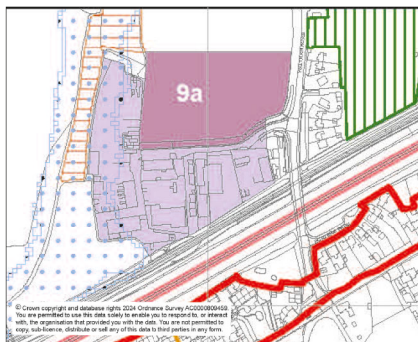 9a
© Crown copyright and database rights 2024 Ordnance Survey AC0000809459
You are permitted to use this data solely to enable you to respond to, or interact
with, the organisation that provided you with the data. You are not permitted to
copy, sub-licence, distribute or sell any of this data to third parties in any form.